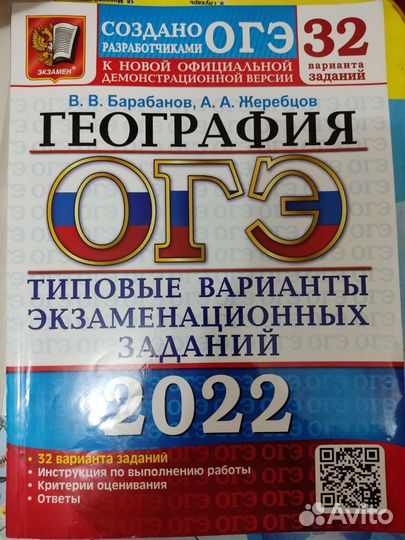 СОЗДАНО
РАЗРАБОТЧИКАМИ
ОГЭ
К НОВОЙ ОФИЦИАЛЬНОЙ
ДЕМОНСТРАЦИОННОЙ ВЕРСИИ
32
варианта
заданий
ЭКЗАМЕН
В. В. Барабанов, А. А. Жеребцов
ГЕОГРАФИЯ
ОГЭ
ТИПОВЫЕ ВАРИАНТЫ
ЭКЗАМЕНАЦИОННЫХ
ЗАДАНИЙ
2022
• 32 варианта заданий
• Инструкция по выполнению работы
• Критерии оценивания
• Ответы
Avito